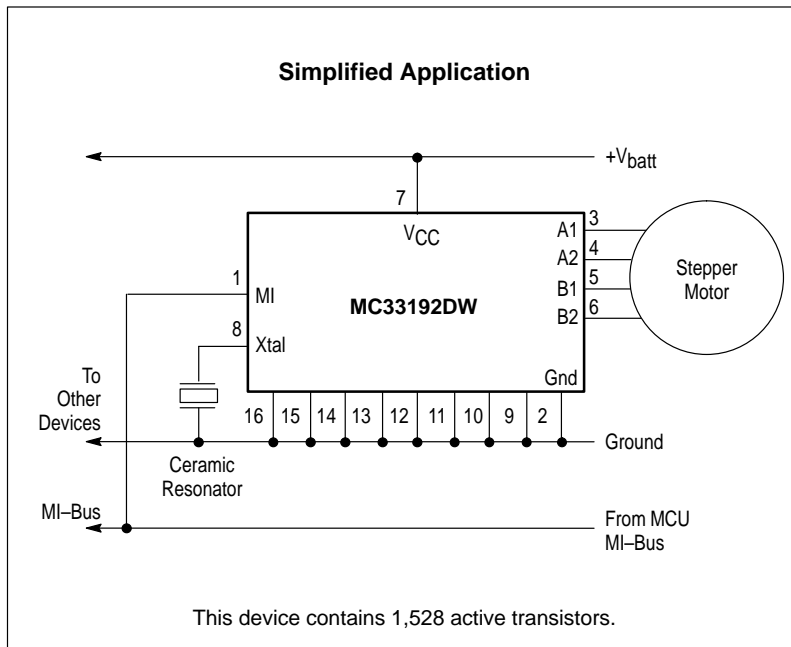 Simplified Application
+Vbatt
7
VCC
A1 3
A2 4
B1 5
B2 6
Stepper
Motor
1
MI
MC33192DW
8
Xtal
Gnd
To
Other
Devices
16 15 14 13 12 11 10 9 2
Ground
Ceramic
Resonator
MI–Bus
From MCU
MI–Bus
This device contains 1,528 active transistors.